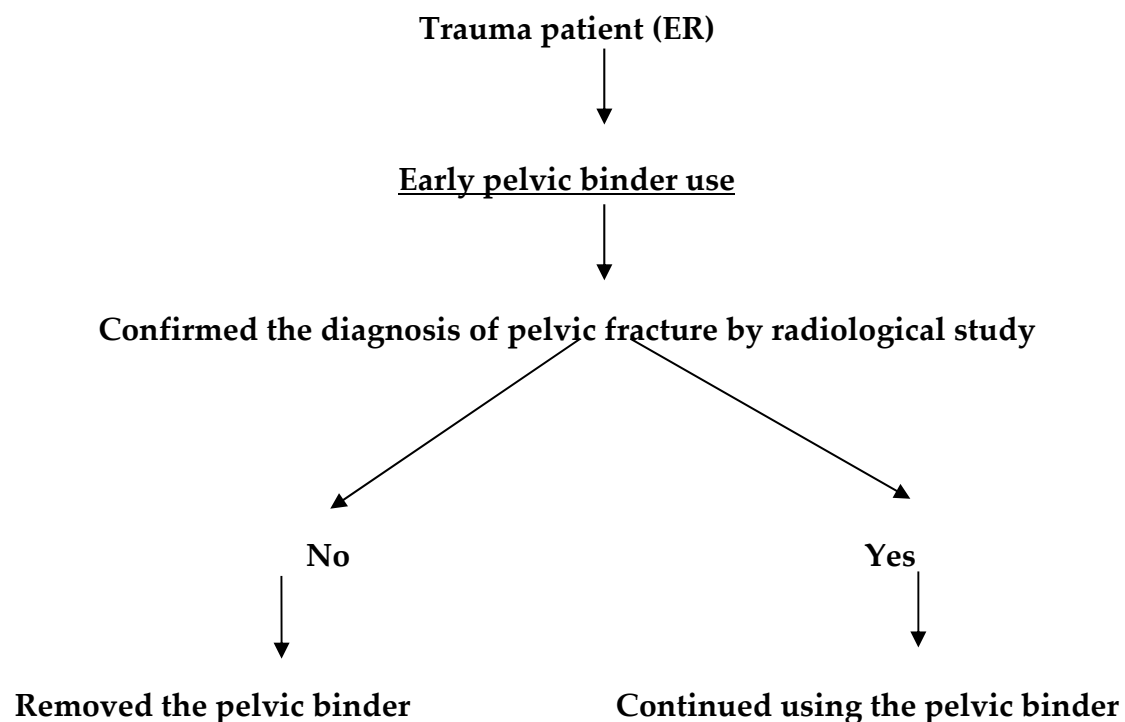 Trauma patient (ER)
Early pelvic binder use
Confirmed the diagnosis of pelvic fracture by radiological study
No
Yes
Removed the pelvic binder
Continued using the pelvic binder